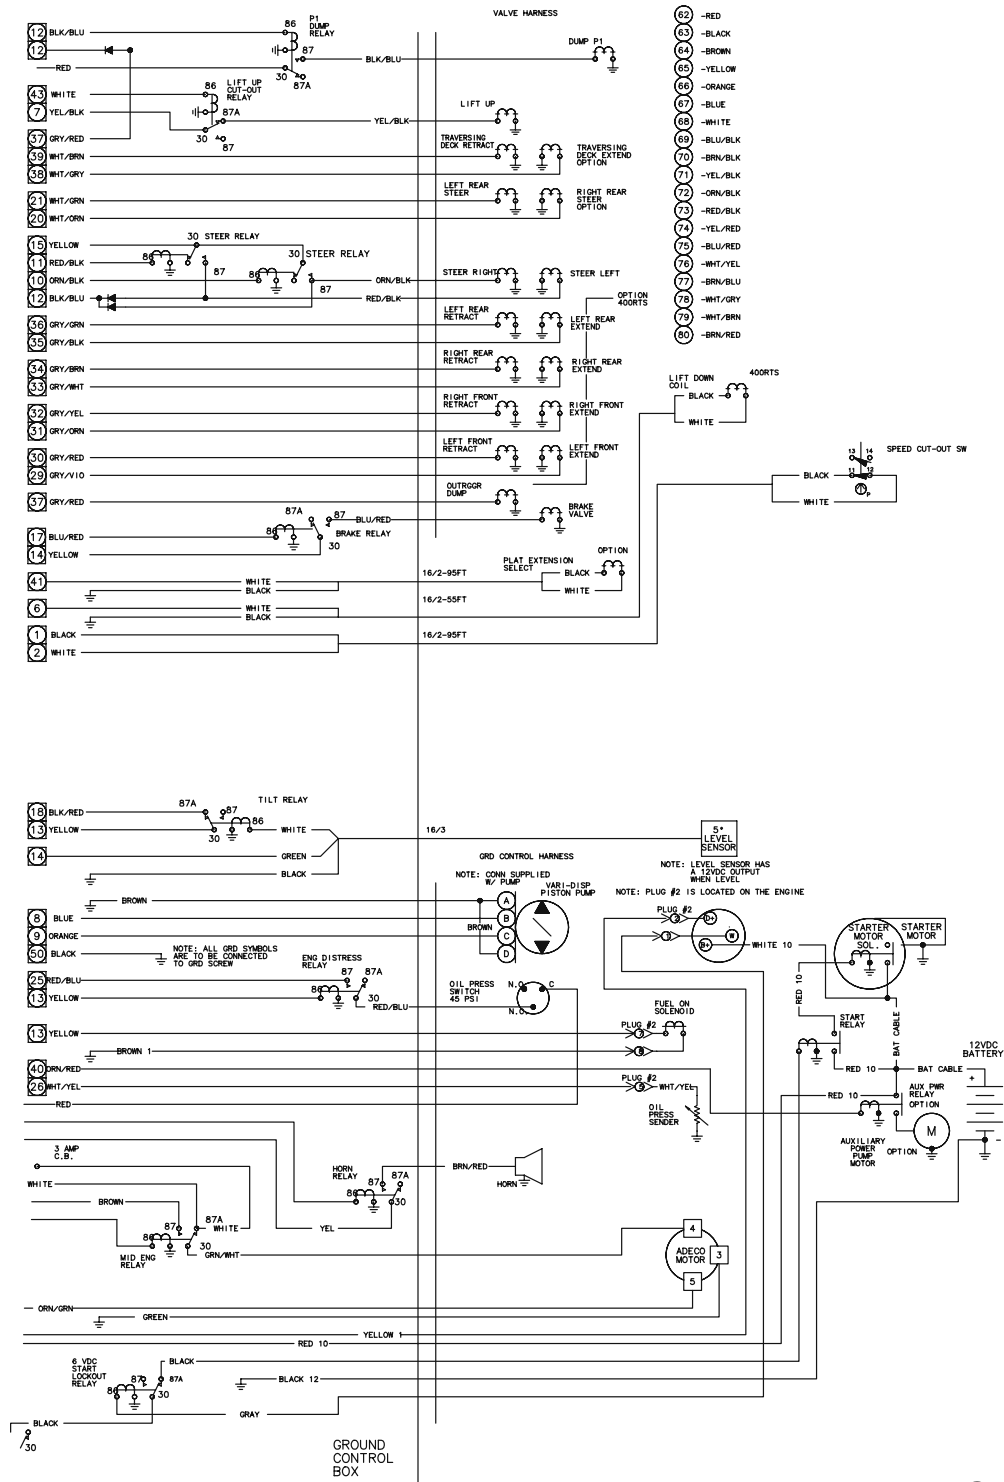 VALVE HARNESS
12 BLK/BLU
12
RED
86
P1
DUMP
RELAY
87
30
87A
BLK/BLU
DUMP P1
43 WHITE
7 YEL/BLK
86
LIFT UP
CUT-OUT
RELAY
87A
30
87
YEL/BLK
LIFT UP
37 GRY/RED
39 WHT/BRN
38 WHT/GRY
TRAVERSING
DECK RETRACT
TRAVERSING
DECK EXTEND
OPTION
21 WHT/GRN
20 WHT/ORN
LEFT REAR
STEER
RIGHT REAR
STEER
OPTION
15 YELLOW
11 RED/BLK
10 ORN/BLK
12 BLK/BLU
30 STEER RELAY
86
87
30 STEER RELAY
86
87
ORN/BLK
RED/BLK
STEER RIGHT
STEER LEFT
OPTION
400RTS
36 GRY/GRN
35 GRY/BLK
LEFT REAR
RETRACT
LEFT REAR
EXTEND
34 GRY/BRN
33 GRY/WHT
RIGHT REAR
RETRACT
RIGHT REAR
EXTEND
32 GRY/YEL
31 GRY/ORN
RIGHT FRONT
RETRACT
RIGHT FRONT
EXTEND
30 GRY/RED
29 GRY/VIO
LEFT FRONT
RETRACT
LEFT FRONT
EXTEND
37 GRY/RED
OUTRGGR
DUMP
BRAKE
VALVE
17 BLU/RED
14 YELLOW
87A
87
BLU/RED
86
BRAKE RELAY
30
41
WHITE
BLACK
16/2-95FT
PLAT EXTENSION
SELECT
OPTION
BLACK
WHITE
6
WHITE
BLACK
16/2-55FT
1 BLACK
2 WHITE
16/2-95FT
62 -RED
63 -BLACK
64 -BROWN
65 -YELLOW
66 -ORANGE
67 -BLUE
68 -WHITE
69 -BLU/BLK
70 -BRN/BLK
71 -YEL/BLK
72 -ORN/BLK
73 -RED/BLK
74 -YEL/RED
75 -BLU/RED
76 -WHT/YEL
77 -BRN/BLU
78 -WHT/GRY
79 -WHT/BRN
80 -BRN/RED
LIFT DOWN
COIL
400RTS
BLACK
WHITE
13 14
SPEED CUT-OUT SW
11 12
P
BLACK
WHITE
18 BLK/RED
13 YELLOW
14
87A
87
TILT RELAY
86
30
WHITE
GREEN
BLACK
16/3
5°
LEVEL
SENSOR
NOTE: LEVEL SENSOR HAS
A 12VDC OUTPUT
WHEN LEVEL
GRD CONTROL HARNESS
NOTE: CONN SUPPLIED
W/ PUMP
VARI-DISP
PISTON PUMP
NOTE: PLUG #2 IS LOCATED ON THE ENGINE
BROWN
8 BLUE
9 ORANGE
50 BLACK
A
B
C
D
BROWN
NOTE: ALL GRD SYMBOLS
ARE TO BE CONNECTED
TO GRD SCREW
PLUG #2
2
1
D+
W
B+
WHITE 10
STARTER
MOTOR
SOL.
STARTER
MOTOR
25 RED/BLU
13 YELLOW
ENG DISTRESS
RELAY
87
87A
86
30
RED/BLU
OIL PRESS
SWITCH
45 PSI
N.O.
C
N.C.
RED 10
BAT CABLE
START
RELAY
13 YELLOW
BROWN 1
FUEL ON
SOLENOID
PLUG #2
40 ORN/RED
26 WHT/YEL
RED
PLUG #2
WHT/YEL
OIL
PRESS
SENDER
RED 10
BAT CABLE
12VDC
BATTERY
+
-
RED 10
AUX PWR
RELAY
OPTION
M
AUXILIARY
POWER
PUMP
MOTOR
OPTION
3 AMP
C.B.
WHITE
BROWN
HORN
RELAY
87
87A
86
30
BRN/RED
HORN
87A
87
WHITE
YEL
86
30
GRN/WHT
MID ENG
RELAY
4
ADECO
MOTOR
3
5
ORN/GRN
GREEN
YELLOW 1
RED 10
6 VDC
START
LOCKOUT
RELAY
BLACK
87
87A
86
30
BLACK 12
GRAY
BLACK
30
GROUND
CONTROL
BOX